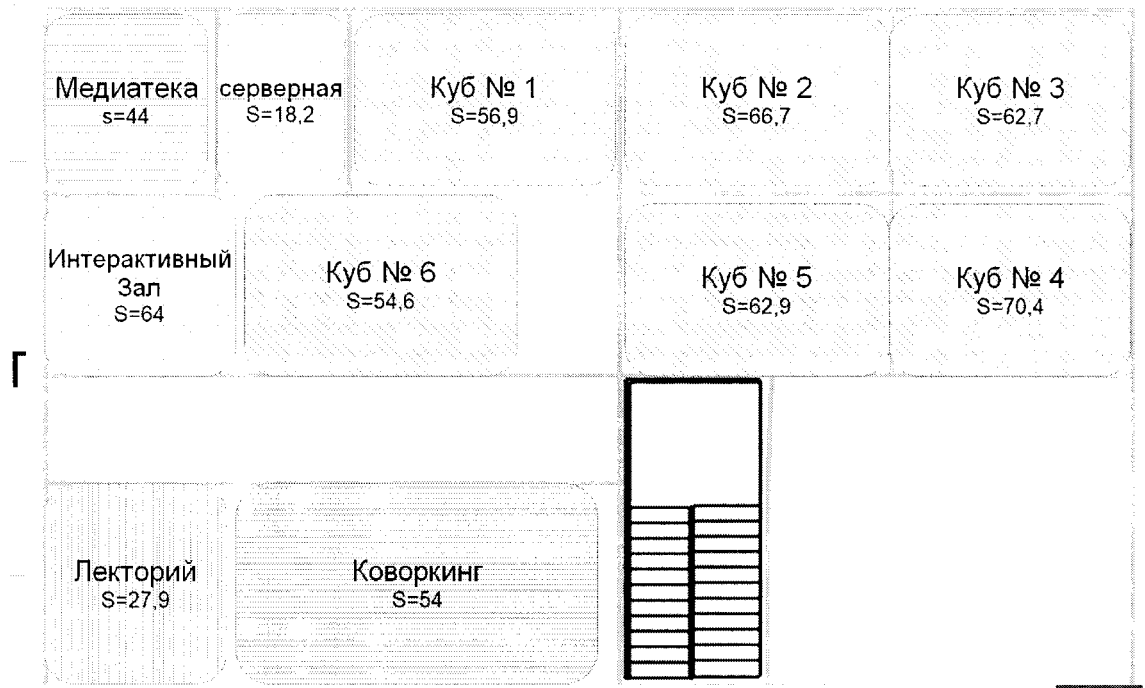 Медиатека
s=44
серверная
S=18,2
Куб № 1
S=56,9
Куб № 2
S=66,7
Куб № 3
S=62,7
Интерактивный
Зал
S=64
Куб № 6
S=54,6
Куб № 5
S=62,9
Куб № 4
S=70,4
Лекторий
S=27,9
Коворкинг
S=54